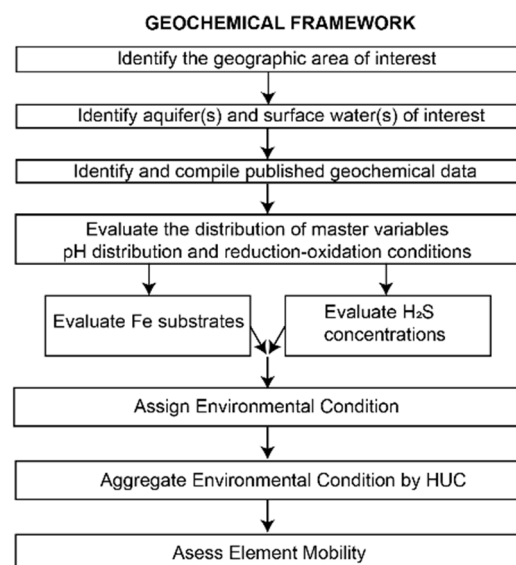 GEOCHEMICAL FRAMEWORK
Identify the geographic area of interest
Identify aquifer(s) and surface water(s) of interest
Identify and compile published geochemical data
Evaluate the distribution of master variables
pH distribution and reduction-oxidation conditions
Evaluate Fe substrates
Evaluate H₂S
concentrations
Assign Environmental Condition
Aggregate Environmental Condition by HUC
Asess Element Mobility